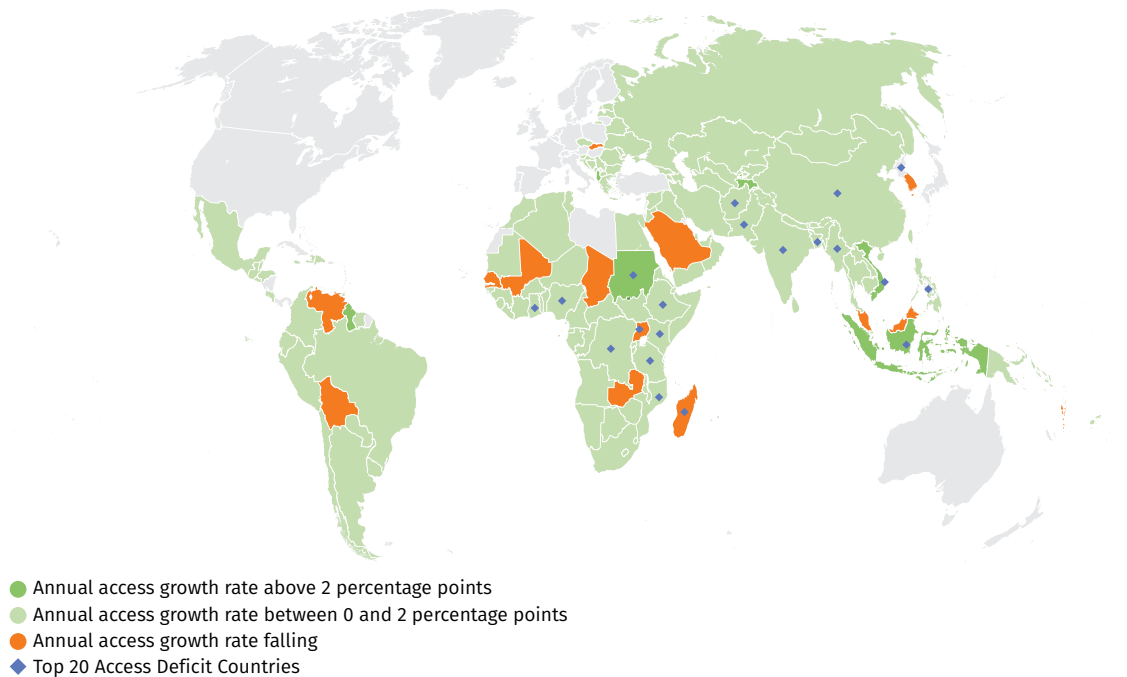 Annual access growth rate above 2 percentage points
Annual access growth rate between 0 and 2 percentage points
Annual access growth rate falling
Top 20 Access Deficit Countries